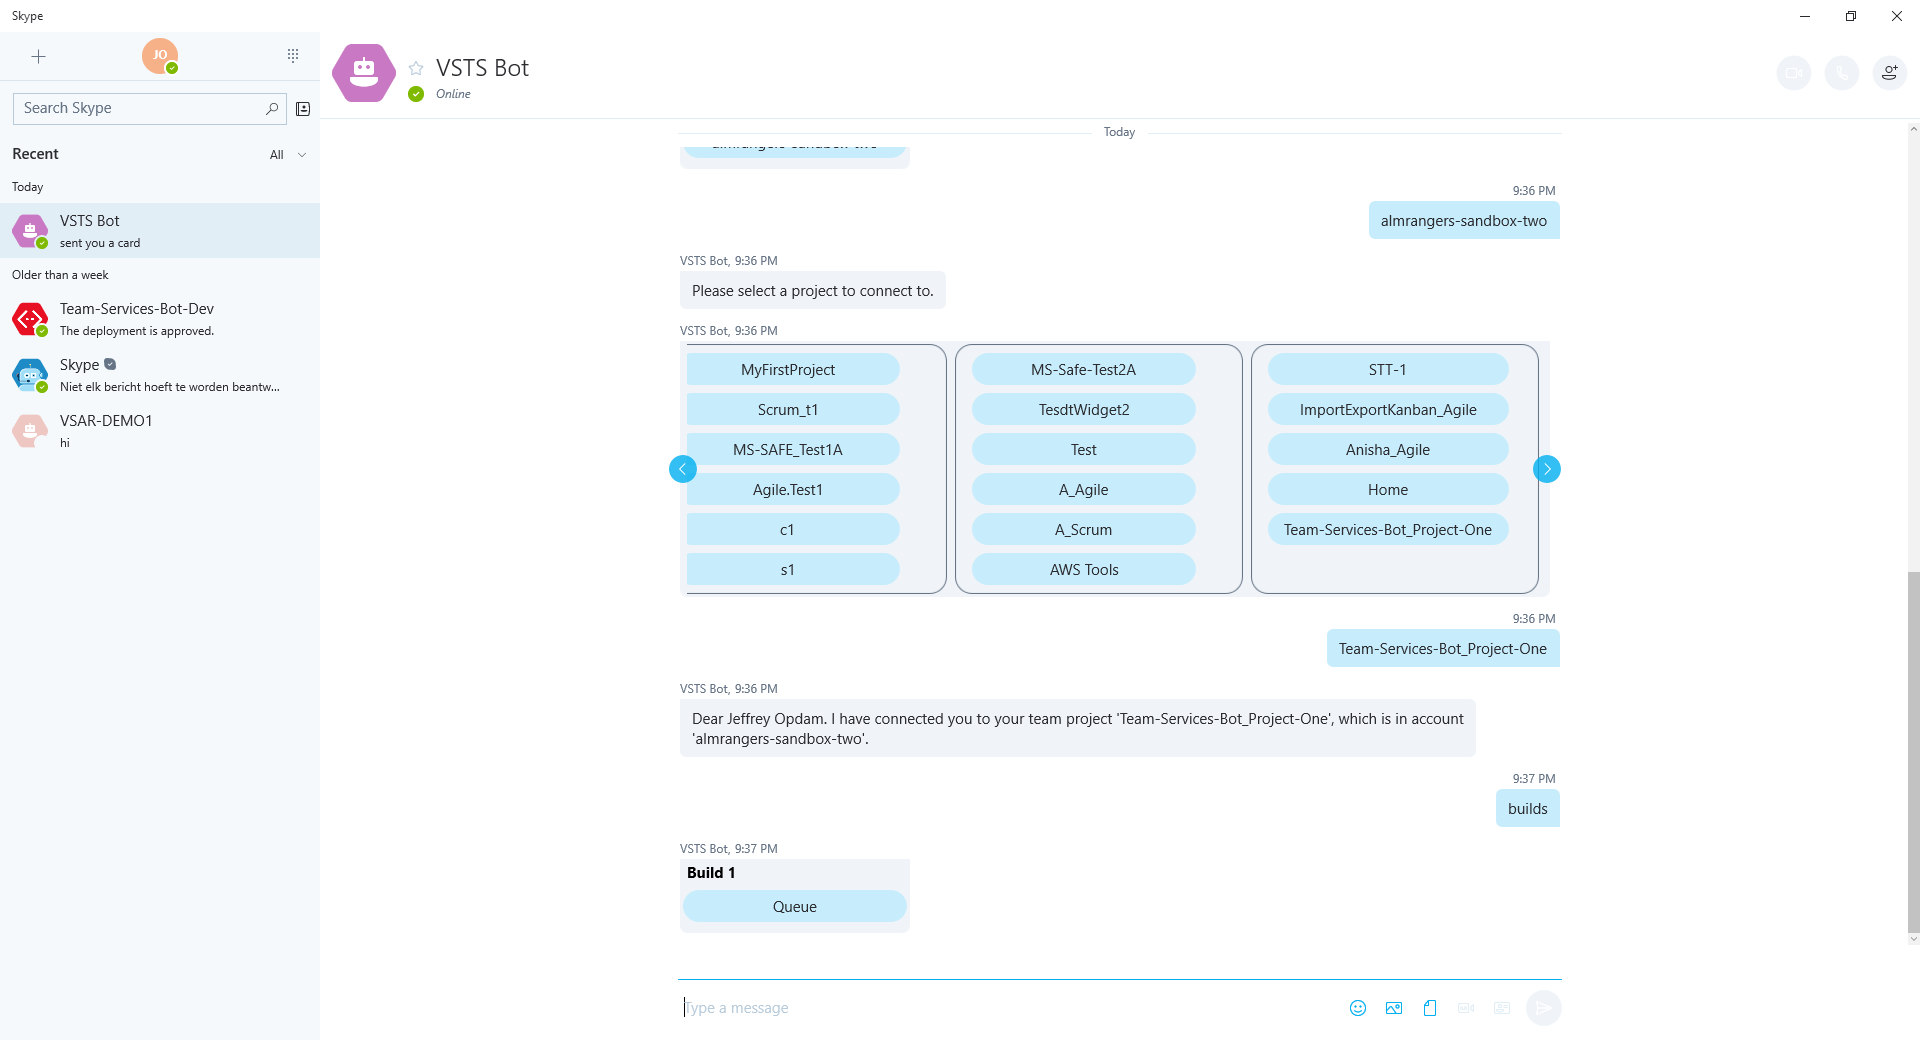 Skype
JO
Search Skype
Recent
All
Today
VSTS Bot
sent you a card
Older than a week
Team-Services-Bot-Dev
The deployment is approved.
Skype
Niet elk bericht hoeft te worden beantw...
VSAR-DEMO1
hi
VSTS Bot
Online
Today
almrangers-sandbox-two
9:36 PM
almrangers-sandbox-two
VSTS Bot, 9:36 PM
Please select a project to connect to.
VSTS Bot, 9:36 PM
MyFirstProject
Scrum_t1
MS-SAFE_Test1A
Agile.Test1
c1
s1
MS-Safe-Test2A
TesdtWidget2
Test
A_Agile
A_Scrum
AWS Tools
STT-1
ImportExportKanban_Agile
Anisha_Agile
Home
Team-Services-Bot_Project-One
9:36 PM
Team-Services-Bot_Project-One
VSTS Bot, 9:36 PM
Dear Jeffrey Opdam. I have connected you to your team project 'Team-Services-Bot_Project-One', which is in account
'almrangers-sandbox-two'.
9:37 PM
builds
VSTS Bot, 9:37 PM
Build 1
Queue
Type a message